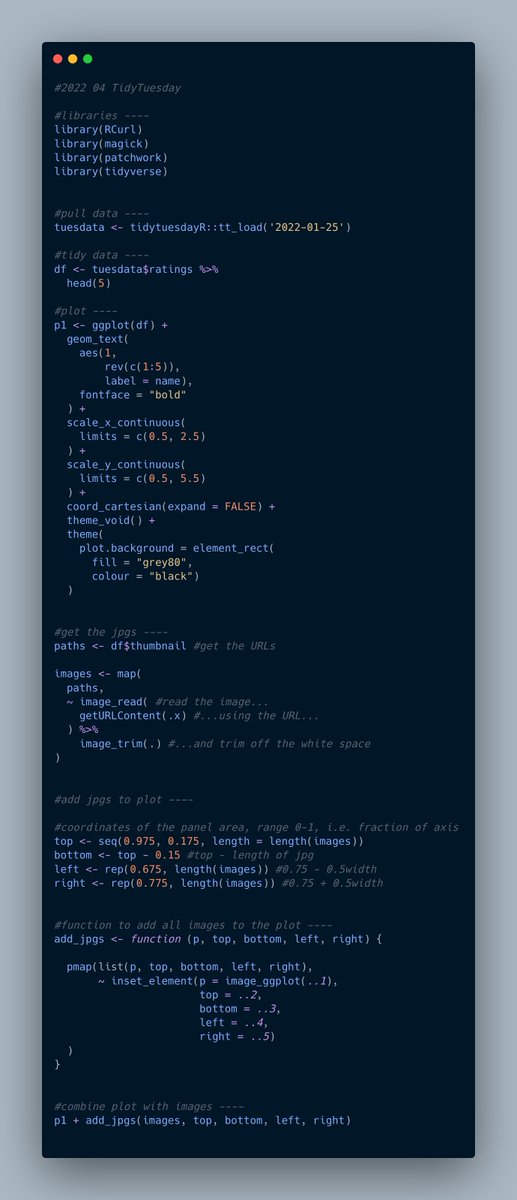 #2022 04 TidyTuesday
#libraries ----
library(RCurl)
library(magick)
library(patchwork)
library(tidyverse)
#pull data ----
tuesdata <- tidytuesdayR::tt_load('2022-01-25')
#tidy data ----
df <- tuesdata$ratings %>%
  head(5)
#plot ----
p1 <- ggplot(df) +
  geom_text(
    aes(1,
        rev(c(1:5)),
        label = name),
    fontface = "bold"
  ) +
  scale_x_continuous(
    limits = c(0.5, 2.5)
  ) +
  scale_y_continuous(
    limits = c(0.5, 5.5)
  ) +
  coord_cartesian(expand = FALSE) +
  theme_void() +
  theme(
    plot.background = element_rect(
      fill = "grey80",
      colour = "black")
  )
#get the jpgs ----
paths <- df$thumbnail #get the URLs
images <- map(
  paths,
  ~ image_read( #read the image...
    getURLContent(.x) #...using the URL...
  ) %>%
    image_trim(.) #...and trim off the white space
)
#add jpgs to plot ----
#coordinates of the panel area, range 0-1, i.e. fraction of axis
top <- seq(0.975, 0.175, length = length(images))
bottom <- top - 0.15 #top - length of jpg
left <- rep(0.675, length(images)) #0.75 - 0.5width
right <- rep(0.775, length(images)) #0.75 + 0.5width
#function to add all images to the plot ----
add_jpgs <- function (p, top, bottom, left, right) {
  pmap(list(p, top, bottom, left, right),
       ~ inset_element(p = image_ggplot(..1),
                       top = ..2,
                       bottom = ..3,
                       left = ..4,
                       right = ..5)
  )
}
#combine plot with images ----
p1 + add_jpgs(images, top, bottom, left, right)